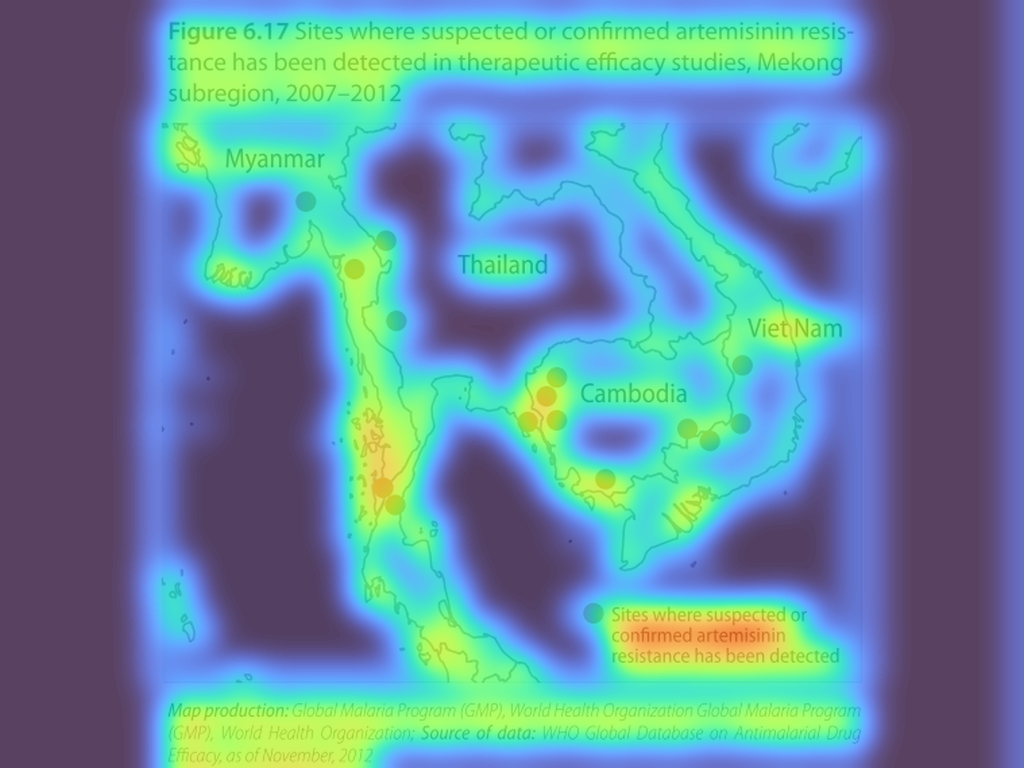 Figure 6.17 Sites where suspected or confirmed artemisinin resis-
tance has been detected in therapeutic efficacy studies, Mekong
subregion, 2007–2012
Myanmar
Thailand
Viet Nam
Cambodia
Sites where suspected or
confirmed artemisinin
resistance has been detected
Map production: Global Malaria Program (GMP), World Health Organization Global Malaria Program
(GMP), World Health Organization; Source of data: WHO Global Database on Antimalarial Drug
Efficacy, as of November, 2012